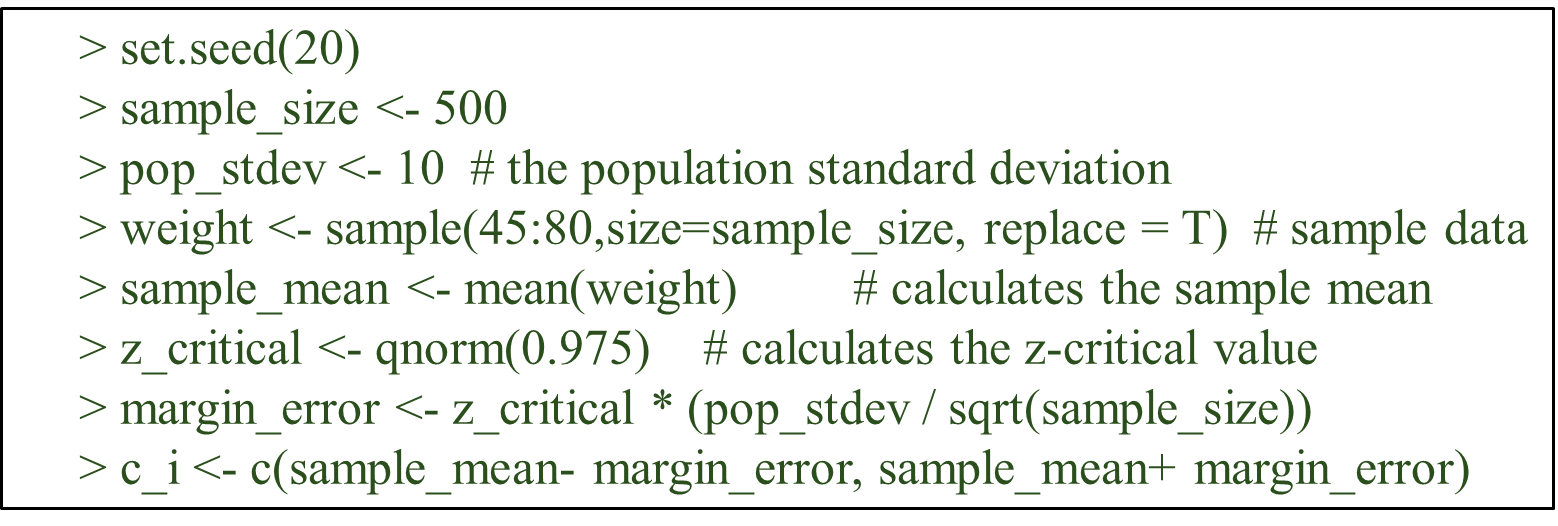 > set.seed(20)
> sample_size <- 500
> pop_stdev <- 10  # the population standard deviation
> weight <- sample(45:80,size=sample_size, replace = T)  # sample data
> sample_mean <- mean(weight)        # calculates the sample mean
> z_critical <- qnorm(0.975)    # calculates the z-critical value
> margin_error <- z_critical * (pop_stdev / sqrt(sample_size))
> c_i <- c(sample_mean- margin_error, sample_mean+ margin_error)